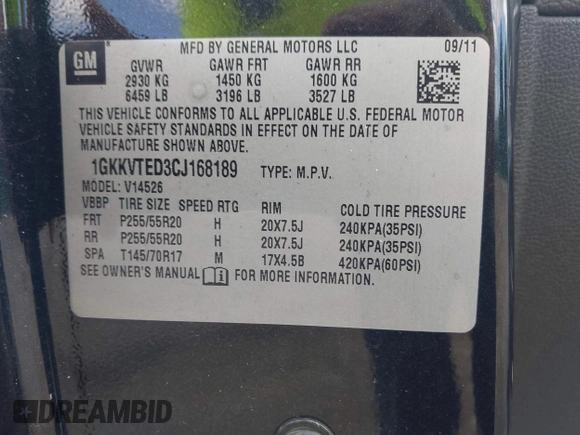 GM
MFD BY GENERAL MOTORS LLC 09/11
GVWR GAWR FRT GAWR RR
2930 KG 1450 KG 1600 KG
6459 LB 3196 LB 3527 LB
THIS VEHICLE CONFORMS TO ALL APPLICABLE U.S. FEDERAL MOTOR
VEHICLE SAFETY STANDARDS IN EFFECT ON THE DATE OF
MANUFACTURE SHOWN ABOVE.
1GKKVTED3CJ168189 TYPE: M.P.V.
MODEL: V14526
VBBP TIRE SIZE SPEED RTG RIM COLD TIRE PRESSURE
FRT P255/55R20 H 20X7.5J 240KPA(35PSI)
RR P255/55R20 H 20X7.5J 240KPA(35PSI)
SPA T145/70R17 M 17X4.5B 420KPA(60PSI)
SEE OWNER'S MANUAL FOR MORE INFORMATION.
DREAMBID